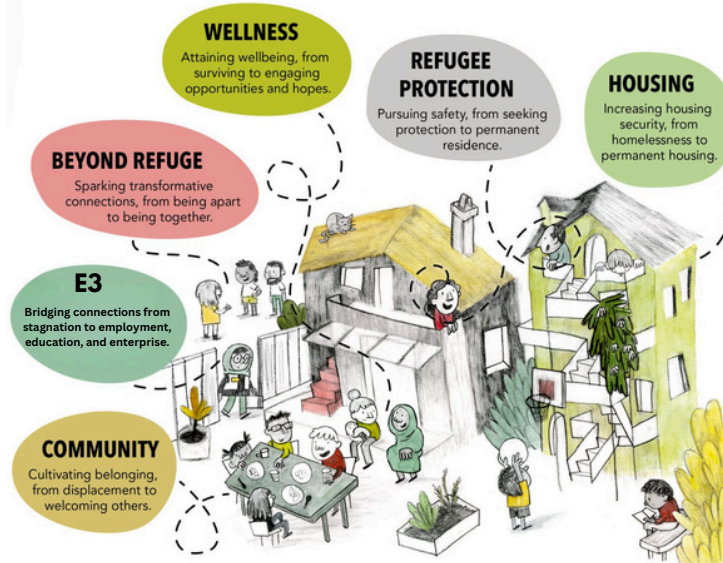 WELLNESS
Attaining wellbeing, from
surviving to engaging
opportunities and hopes.
REFUGEE
PROTECTION
Pursuing safety, from seeking
protection to permanent
residence.
HOUSING
Increasing housing
security, from
homelessness to
permanent housing.
BEYOND REFUGE
Sparking transformative
connections, from being apart
to being together.
E3
Bridging connections from
stagnation to employment,
education, and enterprise.
COMMUNITY
Cultivating belonging,
from displacement to
welcoming others.